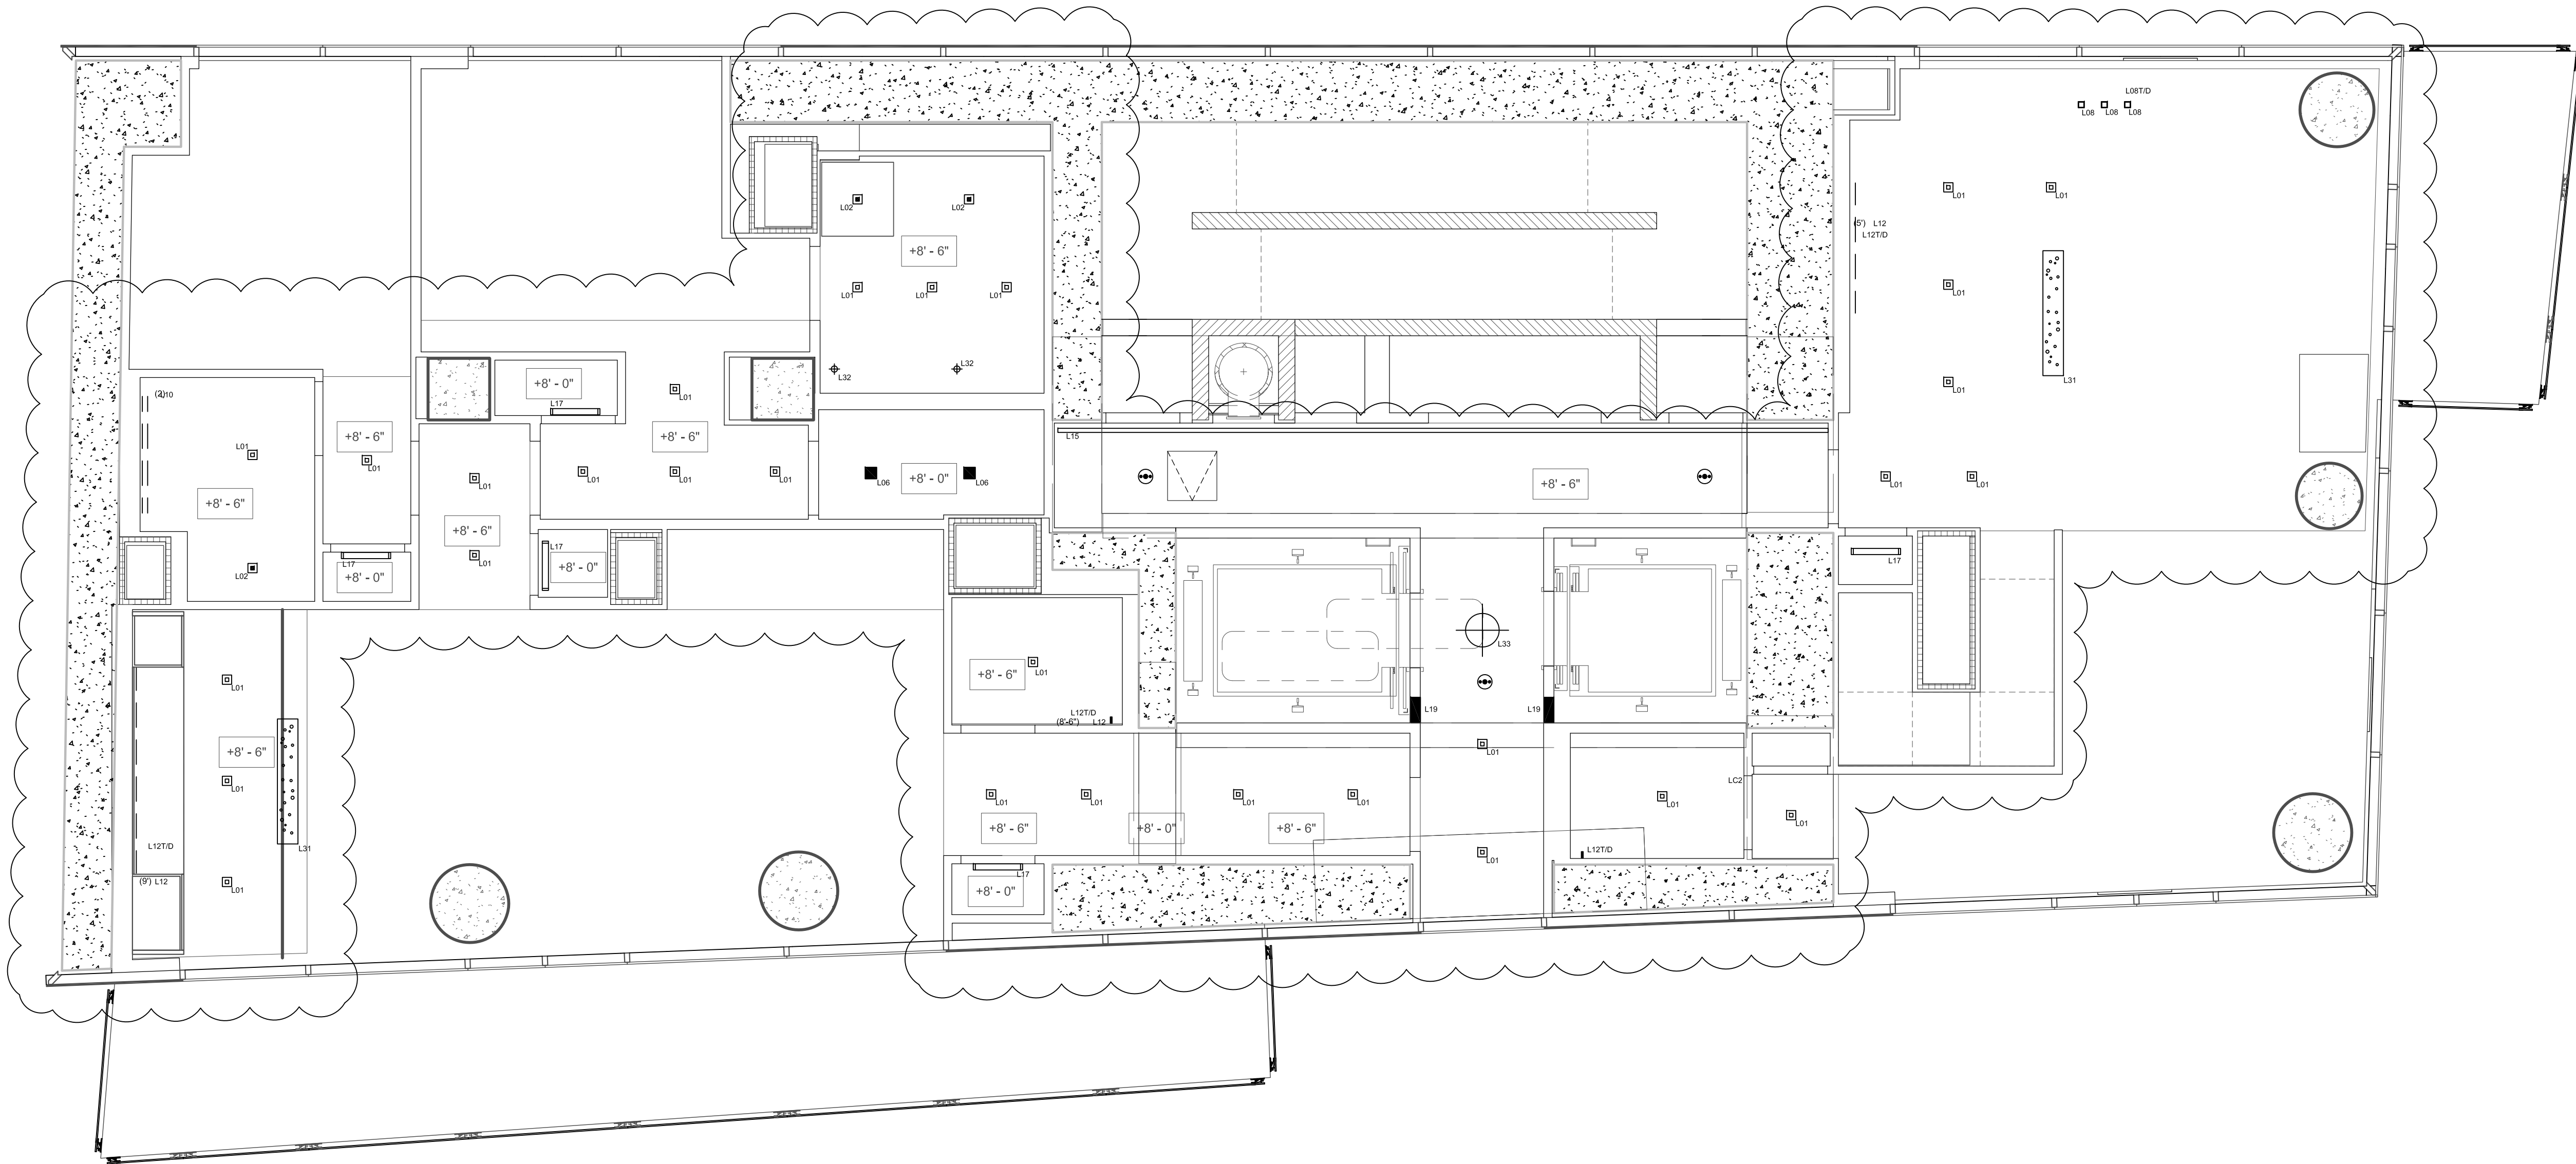 L08T/D
L08 L08 L08
L02
L02
L01
L01
(5') L12
L12T/D
+8' - 6"
L01
L01
L01
L01
L32
L32
L31
+8' - 0"
L01
L01
L17
L15
+8' - 6"
+8' - 6"
L01
L01
L01
L01
L01
L01
L06
+8' - 0"
L06
+8' - 6"
L01
L01
+8' - 6"
+8' - 6"
L01
L17
+8' - 0"
L17
+8' - 0"
L17
L02
L33
+8' - 6"
L01
L01
L12T/D
(8'-6") L12
L19
L19
+8' - 6"
L01
L01
LC2
L01
L01
L01
L01
L01
L01
+8' - 6"
+8' - 0"
+8' - 6"
L31
L12T/D
L01
L12T/D
(9') L12
L01
L17
+8' - 0"